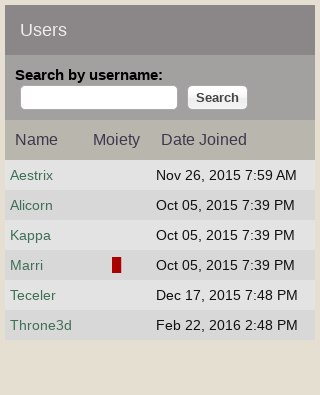 Users
Search by username:
Search
Name Moiety Date Joined
Aestrix Nov 26, 2015 7:59 AM
Alicorn Oct 05, 2015 7:39 PM
Kappa Oct 05, 2015 7:39 PM
Marri Oct 05, 2015 7:39 PM
Teceler Dec 17, 2015 7:48 PM
Throne3d Feb 22, 2016 2:48 PM